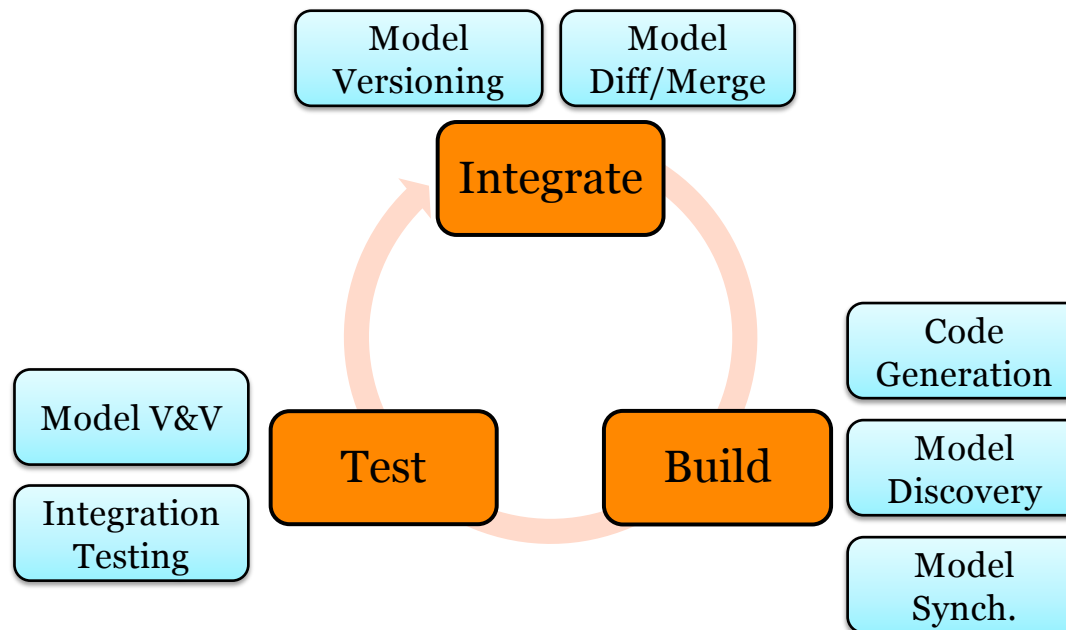 Model
Versioning
Model
Diff/Merge
Integrate
Code
Generation
Model V&V
Test
Build
Model
Discovery
Integration
Testing
Model
Synch.